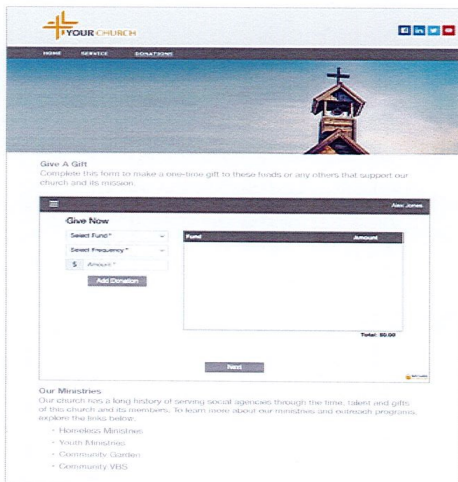 YOUR CHURCH
HOME SERVICE DONATIONS
Give A Gift
Complete this form to make a one-time gift to these funds or any others that support our
church and its mission.
Alex Jones
Give Now
Select Fund *
Select Frequency *
$ Amount *
Add Donation
Fund Amount
Total: $0.00
Next
Our Ministries
Our church has a long history of serving social agencies through the time, talent and gifts
of this church and its members. To learn more about our ministries and outreach programs,
explore the links below.
• Homeless Ministries
• Youth Ministries
• Community Garden
• Community VBS